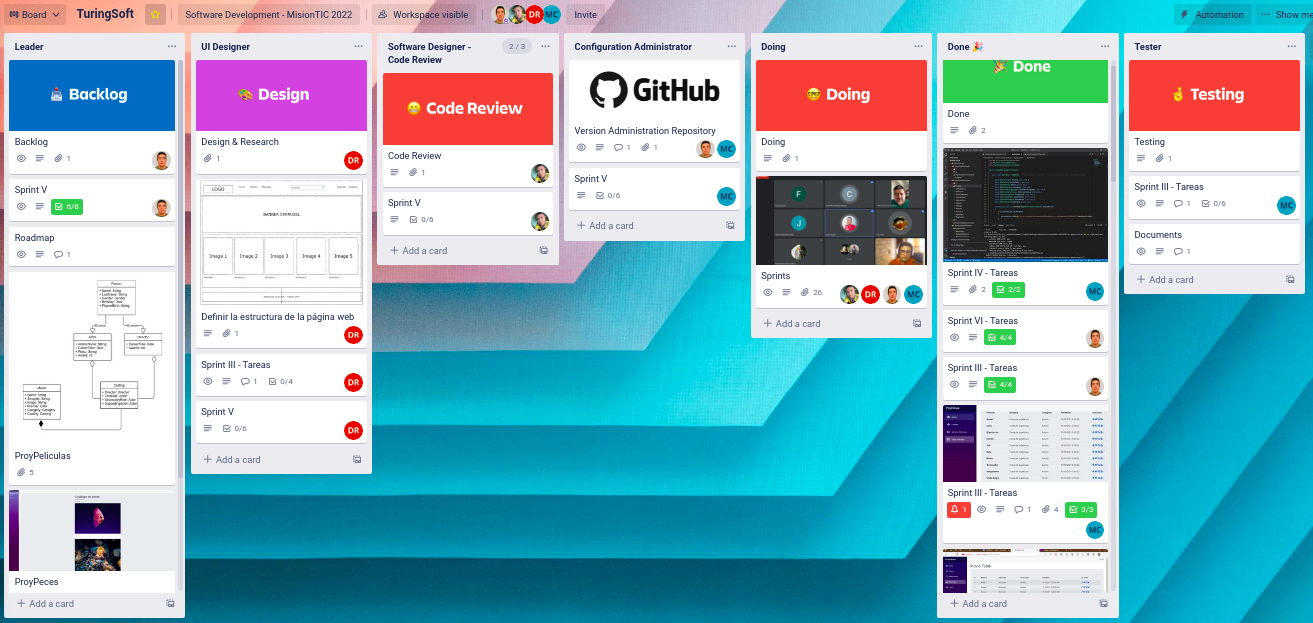 Board
TuringSoft
Software Development - MisionTIC 2022
Workspace visible
DR
MC
Invite
Automation
Show me
Leader
Backlog
Backlog
1
Sprint V
6/6
Roadmap
1
ProyPeliculas
5
ProyPeces
+ Add a card
UI Designer
Design
Design & Research
1
DR
LOGO
BANNER CAROUSEL
Image 1
Image 2
Image 3
Image 4
Image 5
Definir la estructura de la página web
1
DR
Sprint III - Tareas
1
0/4
DR
Sprint V
0/6
DR
+ Add a card
Software Designer -
Code Review
2 / 3
Code Review
Code Review
1
Sprint V
0/6
+ Add a card
Configuration Administrator
GitHub
Version Administration Repository
1
1
MC
Sprint V
0/6
MC
+ Add a card
Doing
Doing
Doing
1
F
C
J
Sprints
26
DR
MC
+ Add a card
Done
Done
Done
2
Sprint IV - Tareas
2
2/2
MC
Sprint VI - Tareas
4/4
Sprint III - Tareas
4/4
Sprint III - Tareas
1
1
4
3/3
MC
Movie Table
+ Add a card
Tester
Testing
Testing
1
Sprint III - Tareas
1
0/6
MC
Documents
1
+ Add a card